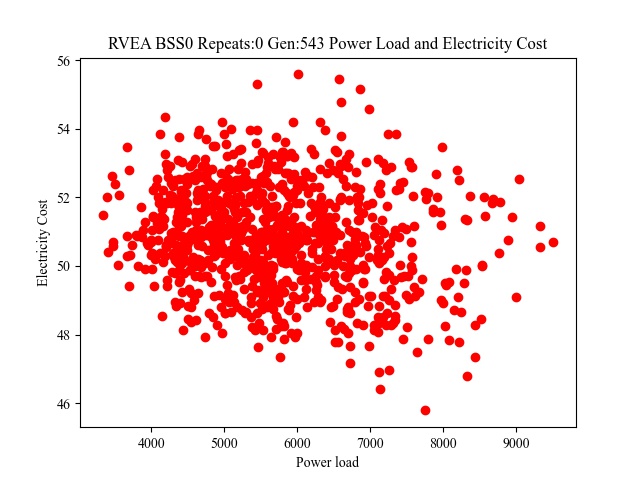 RVEA BSS0 Repeats:0 Gen:543 Power Load and Electricity Cost
56
54
52
50
48
46
Electricity Cost
4000 5000 6000 7000 8000 9000
Power load